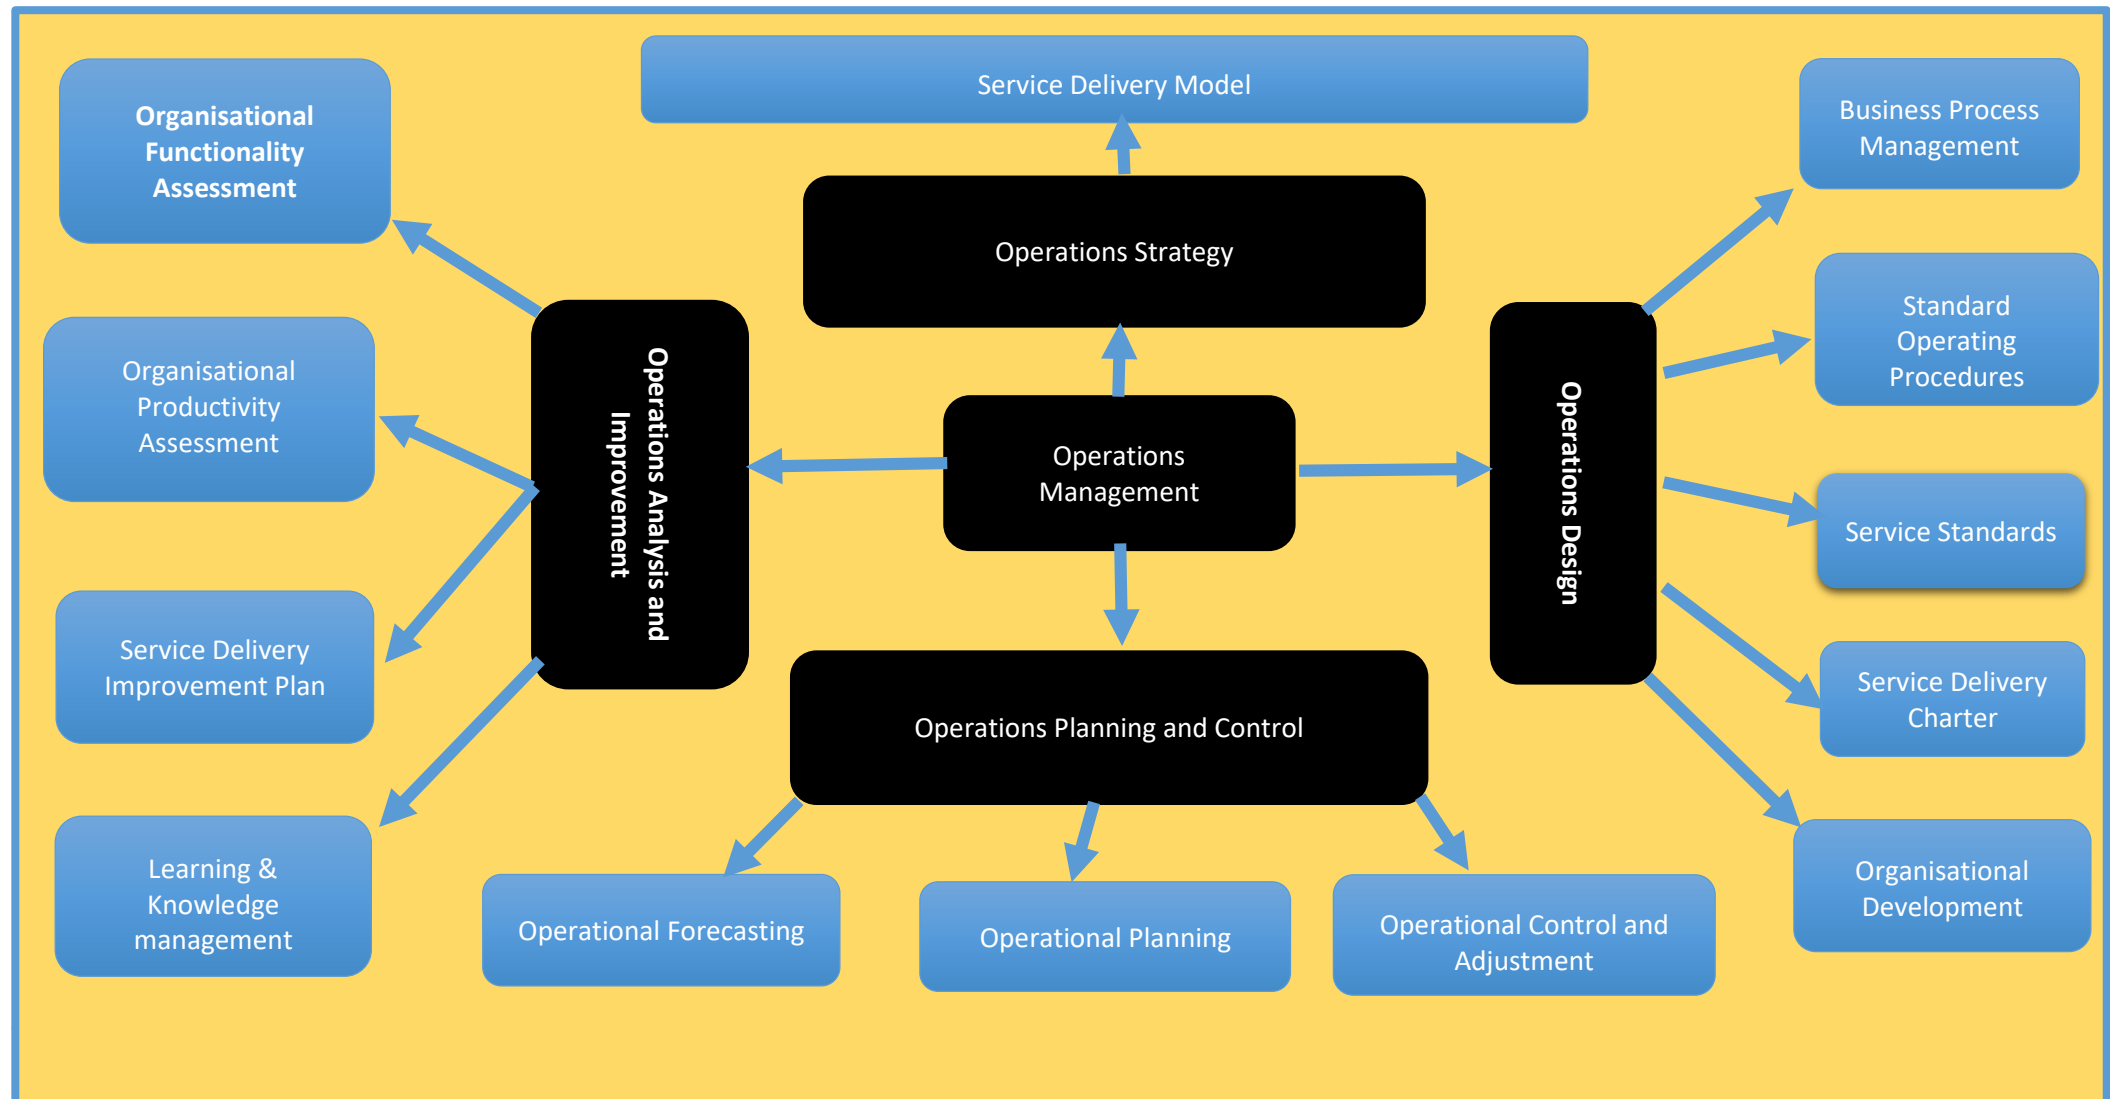 Service Delivery Model
Organisational
Functionality
Assessment
Business Process
Management
Operations Strategy
Standard
Operating
Procedures
Organisational
Productivity
Assessment
Operations Analysis and
Improvement
Operations
Management
Operations Design
Service Standards
Service Delivery
Improvement Plan
Operations Planning and Control
Service Delivery
Charter
Learning &
Knowledge
management
Operational Forecasting
Operational Planning
Operational Control and
Adjustment
Organisational
Development